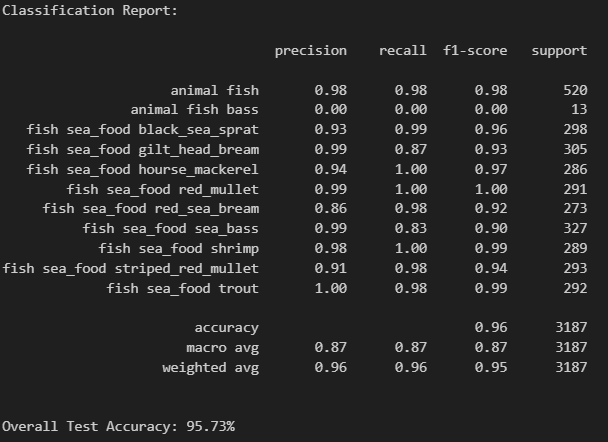 Classification Report:
precision recall f1-score support
animal fish 0.98 0.98 0.98 520
animal fish bass 0.00 0.00 0.00 13
fish sea_food black_sea_sprat 0.93 0.99 0.96 298
fish sea_food gilt_head_bream 0.99 0.87 0.93 305
fish sea_food hourse_mackerel 0.94 1.00 0.97 286
fish sea_food red_mullet 0.99 1.00 1.00 291
fish sea_food red_sea_bream 0.86 0.98 0.92 273
fish sea_food sea_bass 0.99 0.83 0.90 327
fish sea_food shrimp 0.98 1.00 0.99 289
fish sea_food striped_red_mullet 0.91 0.98 0.94 293
fish sea_food trout 1.00 0.98 0.99 292
accuracy 0.96 3187
macro avg 0.87 0.87 0.87 3187
weighted avg 0.96 0.96 0.95 3187
Overall Test Accuracy: 95.73%